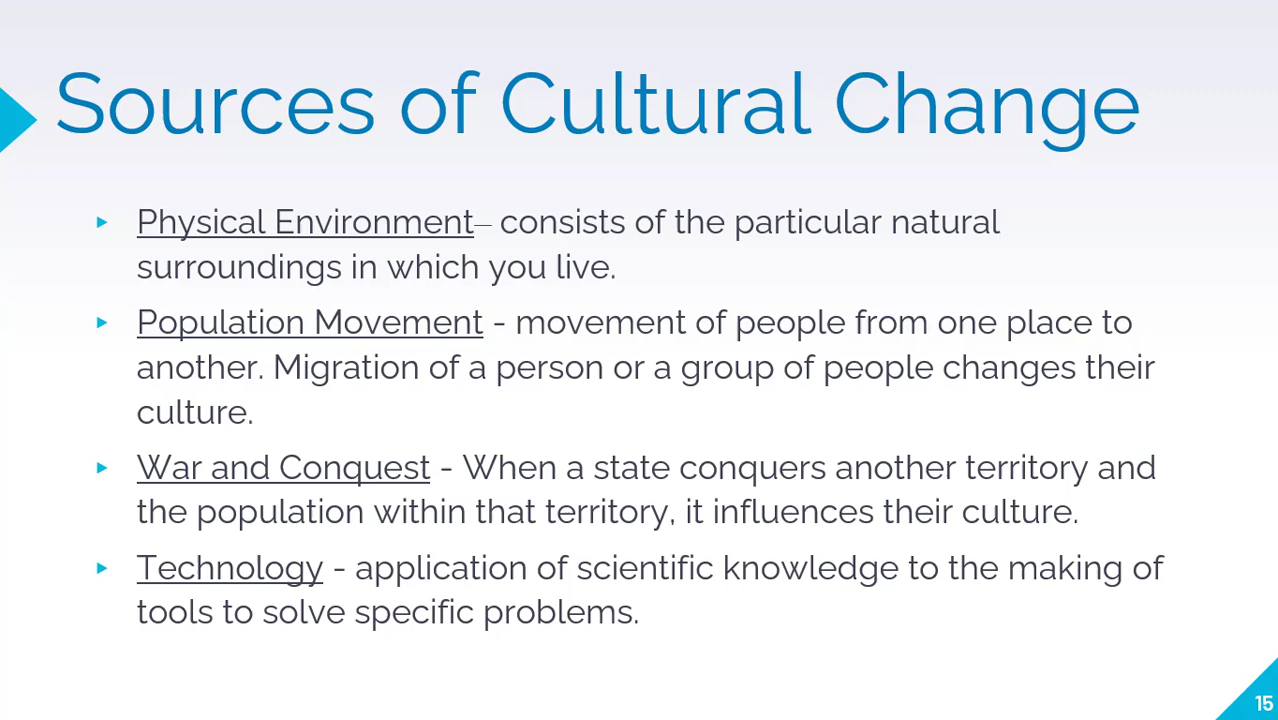 Sources of Cultural Change
▸ Physical Environment– consists of the particular natural
surroundings in which you live.
▸ Population Movement - movement of people from one place to
another. Migration of a person or a group of people changes their
culture.
▸ War and Conquest - When a state conquers another territory and
the population within that territory, it influences their culture.
▸ Technology - application of scientific knowledge to the making of
tools to solve specific problems.
15